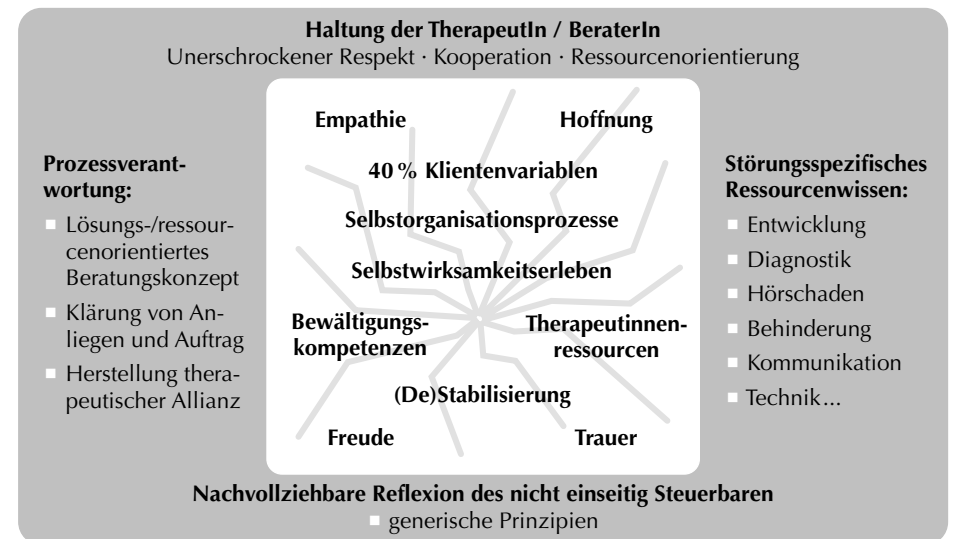 Haltung der TherapeutIn / BeraterIn
Unerschrockener Respekt · Kooperation · Ressourcenorientierung
Prozessverant-
wortung:
Lösungs-/ressour-
cenorientiertes
Beratungskonzept
Klärung von An-
liegen und Auftrag
Herstellung thera-
peutischer Allianz
Empathie
Hoffnung
40 % Klientenvariablen
Selbstorganisationsprozesse
Selbstwirksamkeitserleben
Bewältigungs-
kompetenzen
Therapeutinnen-
ressourcen
(De)Stabilisierung
Freude
Trauer
Störungsspezifisches
Ressourcenwissen:
Entwicklung
Diagnostik
Hörschaden
Behinderung
Kommunikation
Technik...
Nachvollziehbare Reflexion des nicht einseitig Steuerbaren
generische Prinzipien